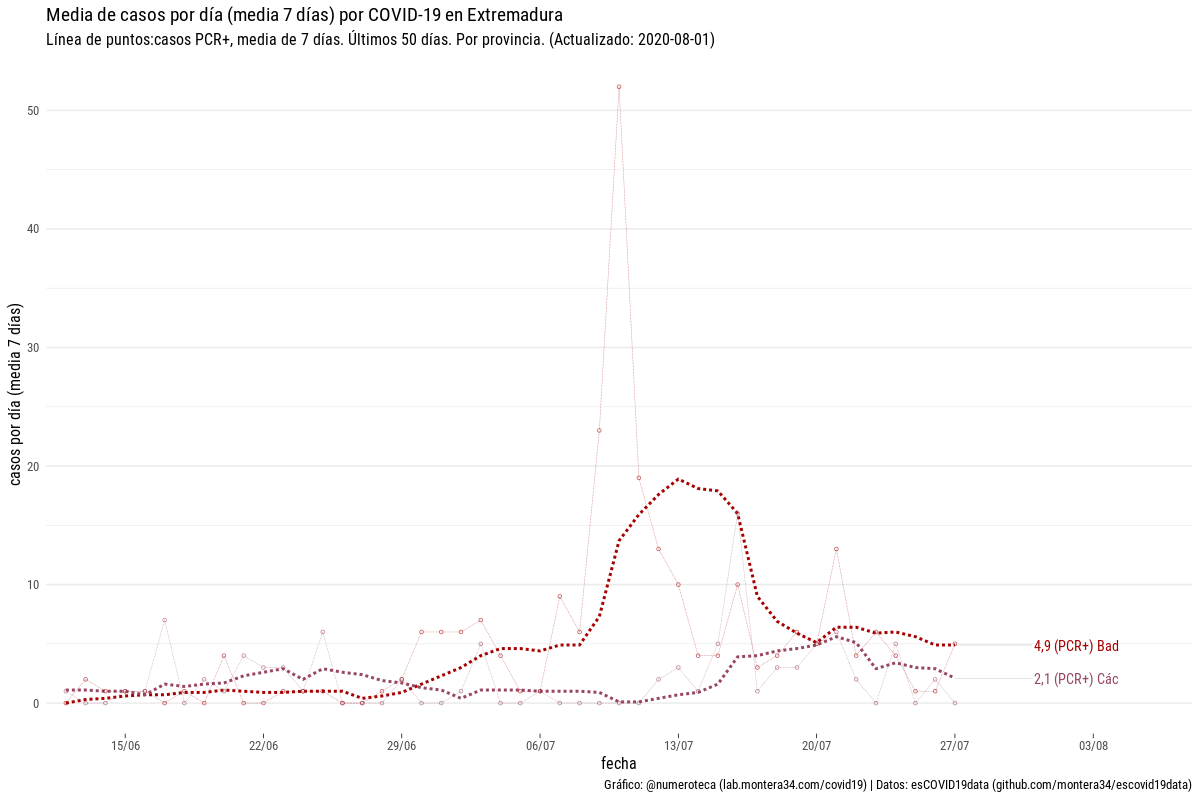 Media de casos por día (media 7 días) por COVID-19 en Extremadura
Línea de puntos:casos PCR+, media de 7 días. Últimos 50 días. Por provincia. (Actualizado: 2020-08-01)
casos por día (media 7 días)
50
40
30
20
10
0
4,9 (PCR+) Bad
2,1 (PCR+) Các
15/06
22/06
29/06
06/07
13/07
20/07
27/07
03/08
fecha
Gráfico: @numeroteca (lab.montera34.com/covid19) | Datos: esCOVID19data (github.com/montera34/escovid19data)